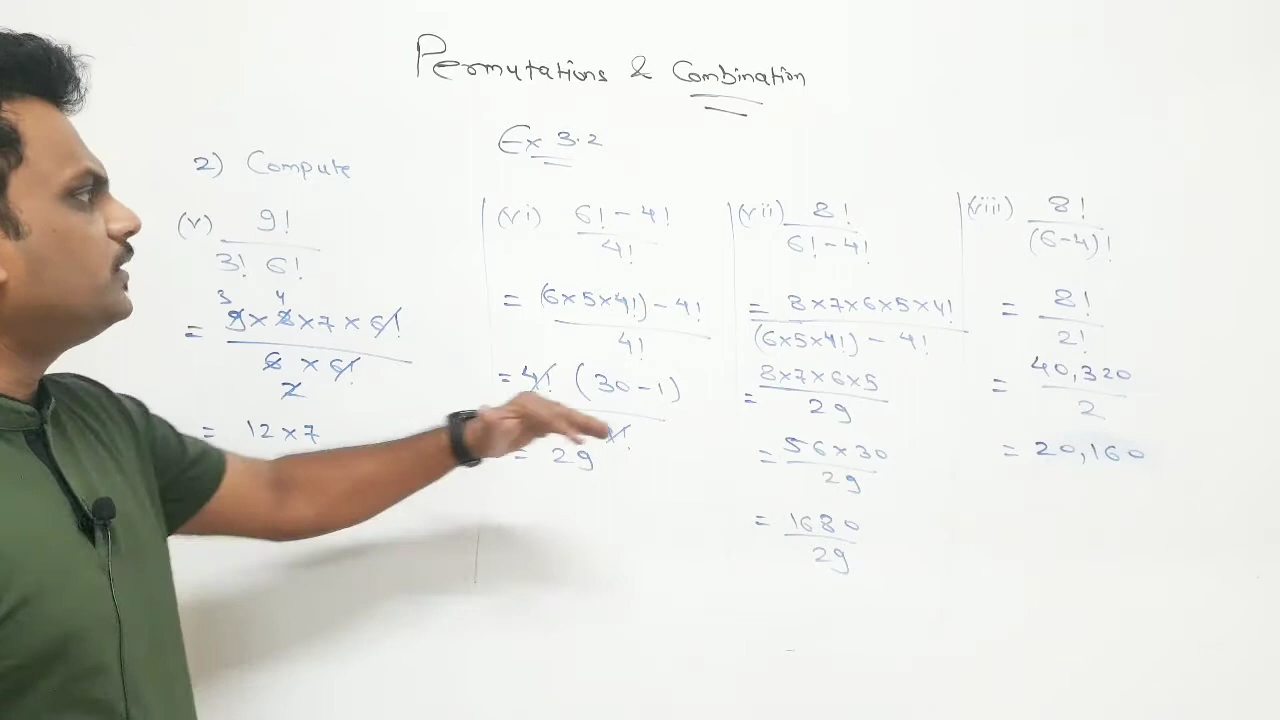 Permutations & Combination
Ex 3.2
2) Compute
(v) 9!
3! 6!
3 4
= 9×8×7×6!
6 × 6!
2
= 12×7
(vi) 6! - 4!
4!
= (6×5×4!) - 4!
4!
= 4! (30-1)
4!
= 29
(vii) 8!
6! - 4!
= 8×7×6×5×4!
(6×5×4!) - 4!
= 8×7×6×5
29
= 56×30
29
= 1680
29
(viii) 8!
(6-4)!
= 8!
2!
= 40,320
2
= 20,160